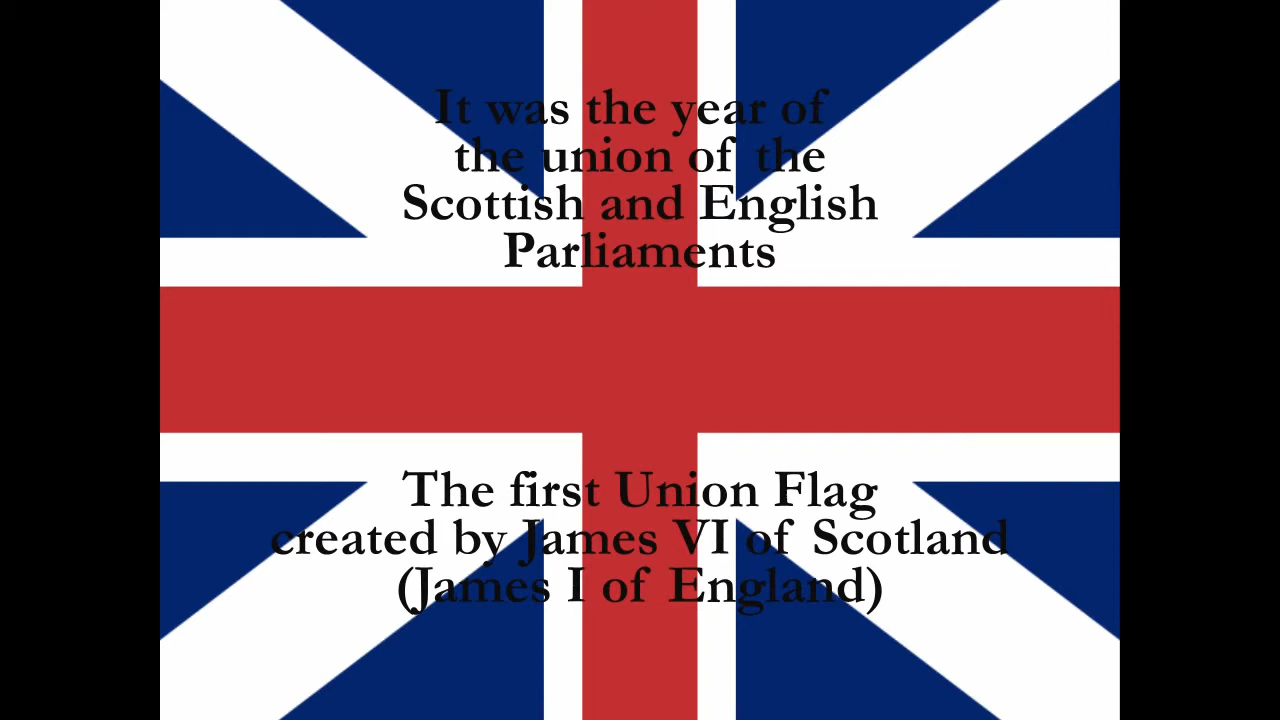 It was the year of
the union of the
Scottish and English
Parliaments
The first Union Flag
created by James VI of Scotland
(James I of England)